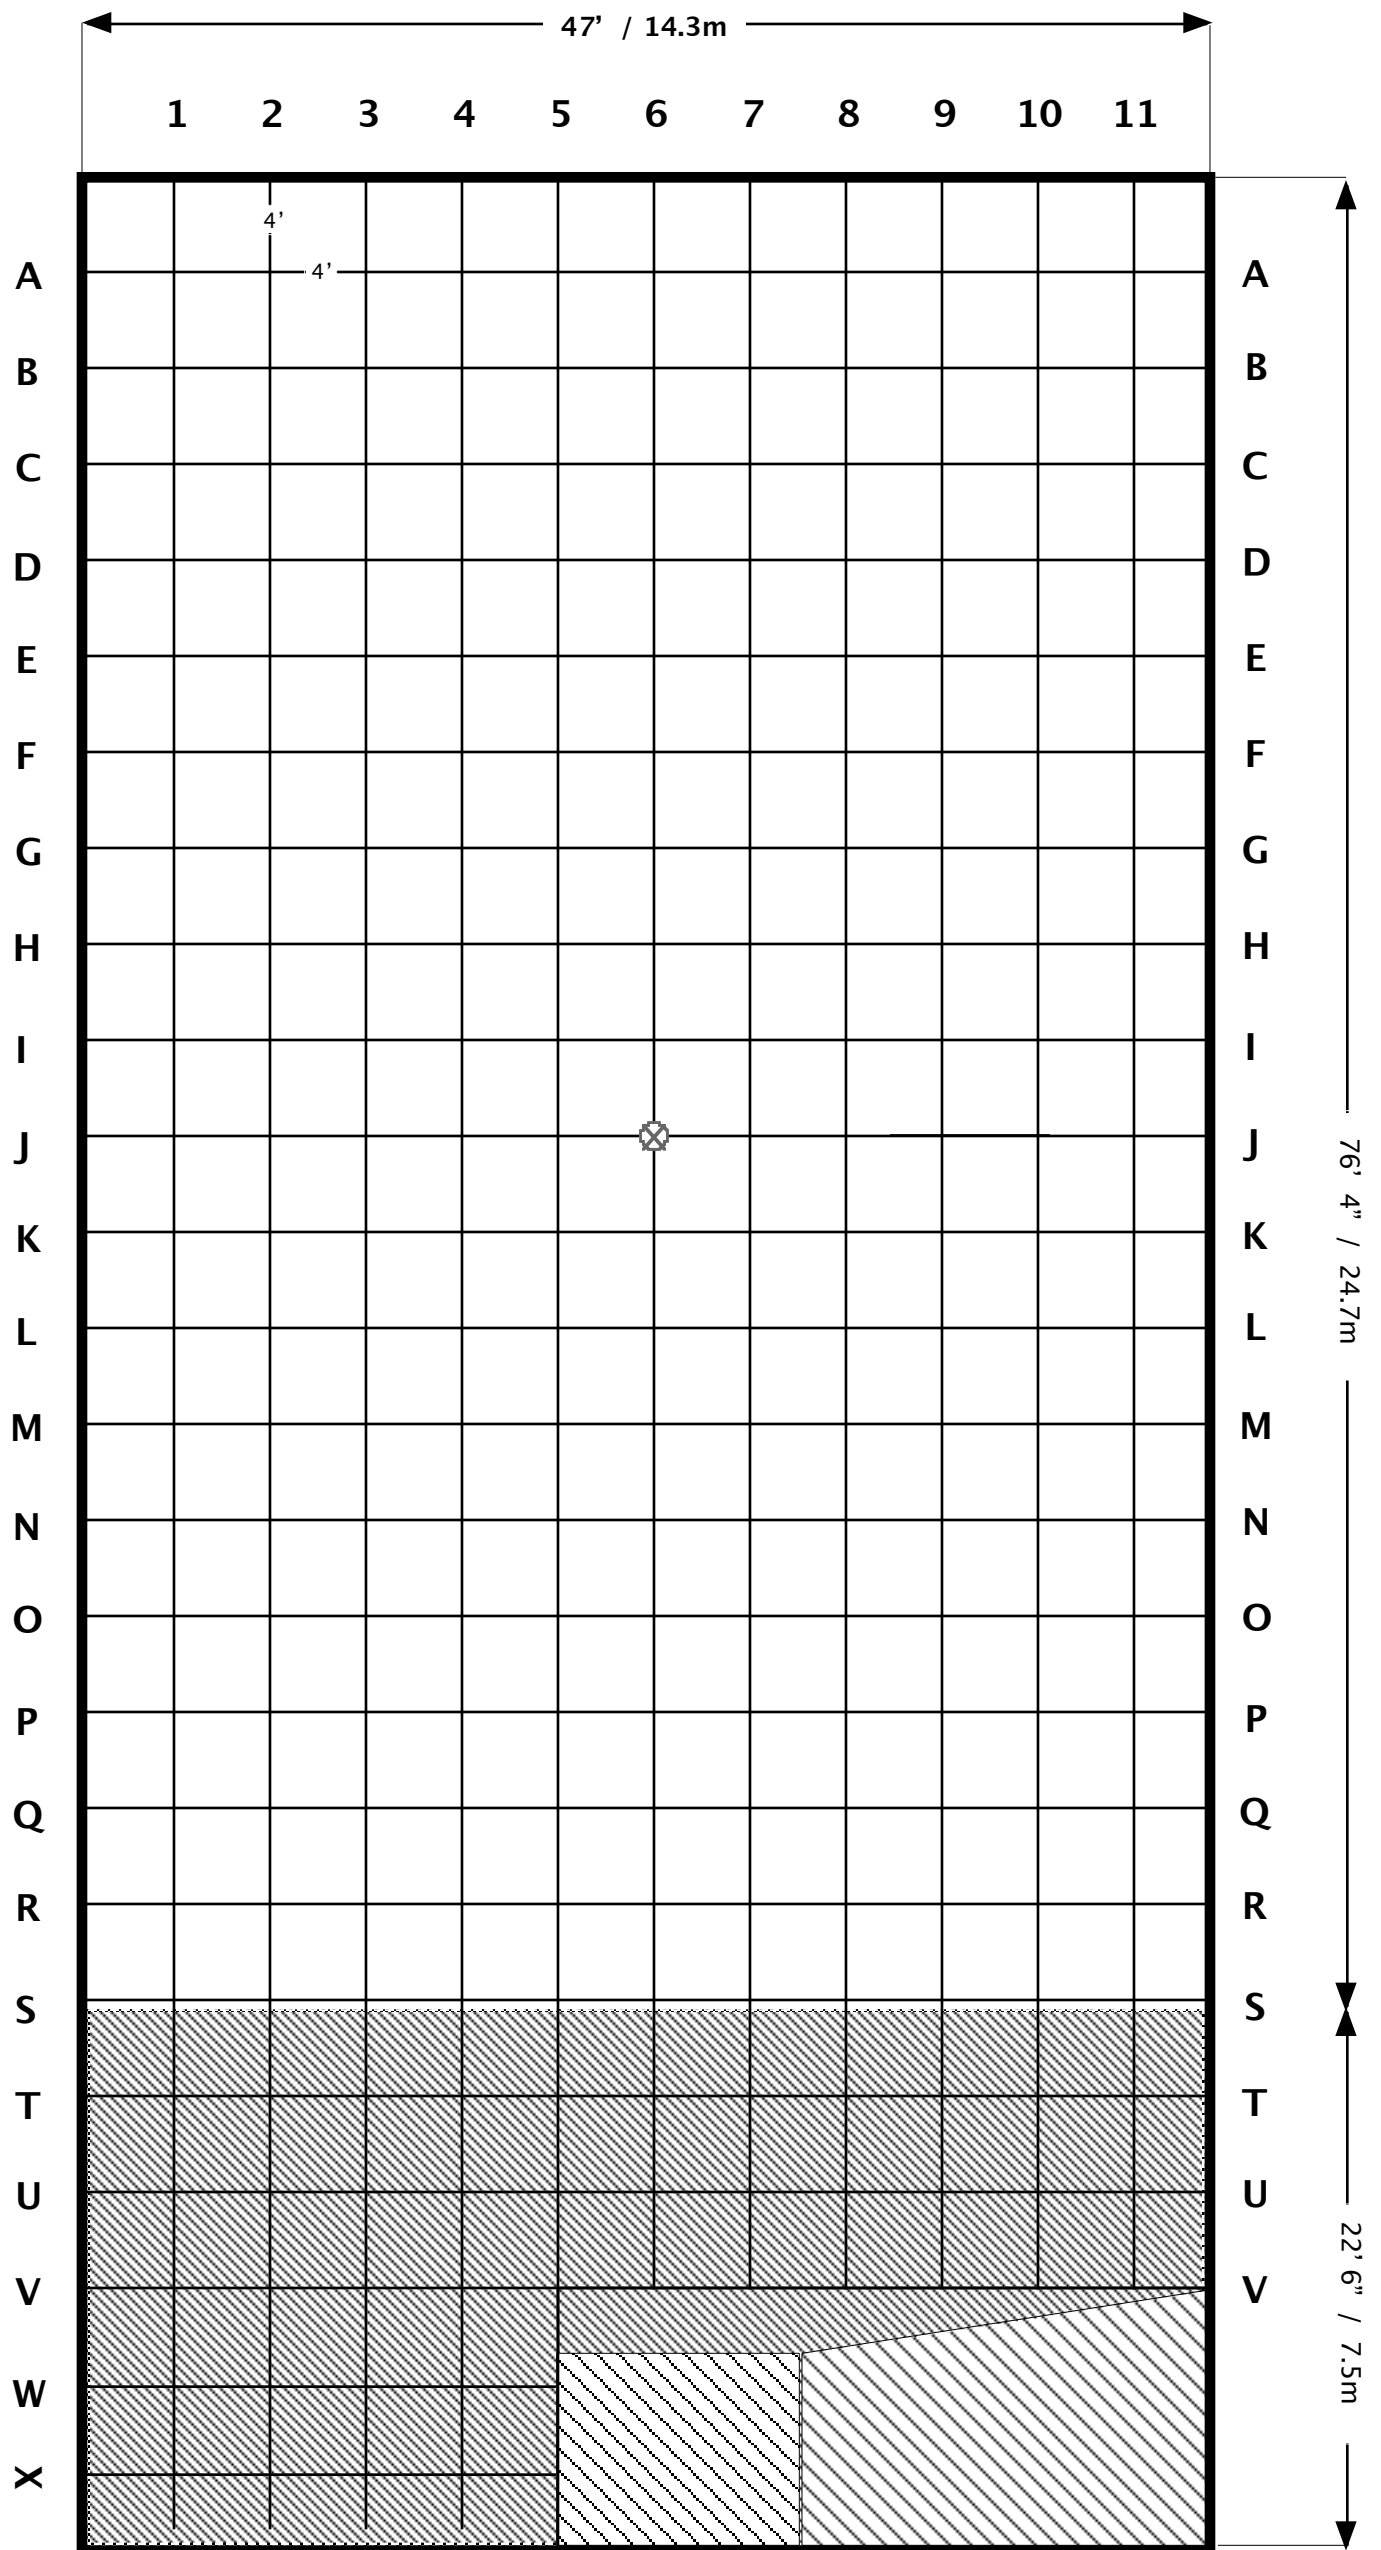 47’ / 14.3m
1 2 3 4 5 6 7 8 9 10 11
4’
4’
A A
B B
C C
D D
E E
F F
G G
H H
I I
J J
76’ 4” / 24.7m
K K
L L
M M
N N
O O
P P
Q Q
R R
S S
T T
U U
V V
22’ 6” / 7.5m
W
X